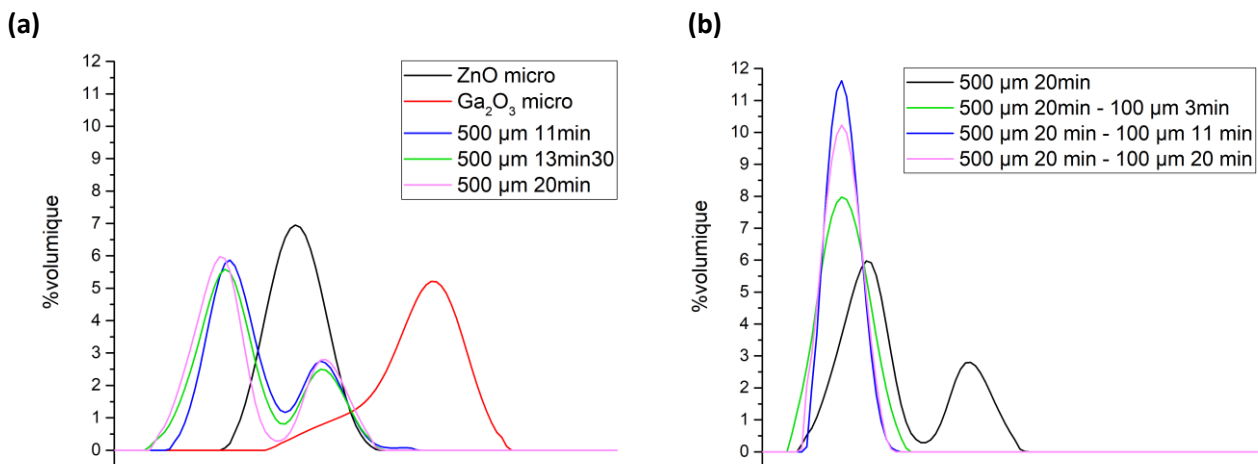 (a)
12
11
10
9
8
7
6
5
4
3
2
1
0
%volumique
ZnO micro
Ga₂O₃ micro
500 µm 11min
500 µm 13min30
500 µm 20min
(b)
12
11
10
9
8
7
6
5
4
3
2
1
0
%volumique
500 µm 20min
500 µm 20min - 100 µm 3min
500 µm 20 min - 100 µm 11 min
500 µm 20 min - 100 µm 20 min